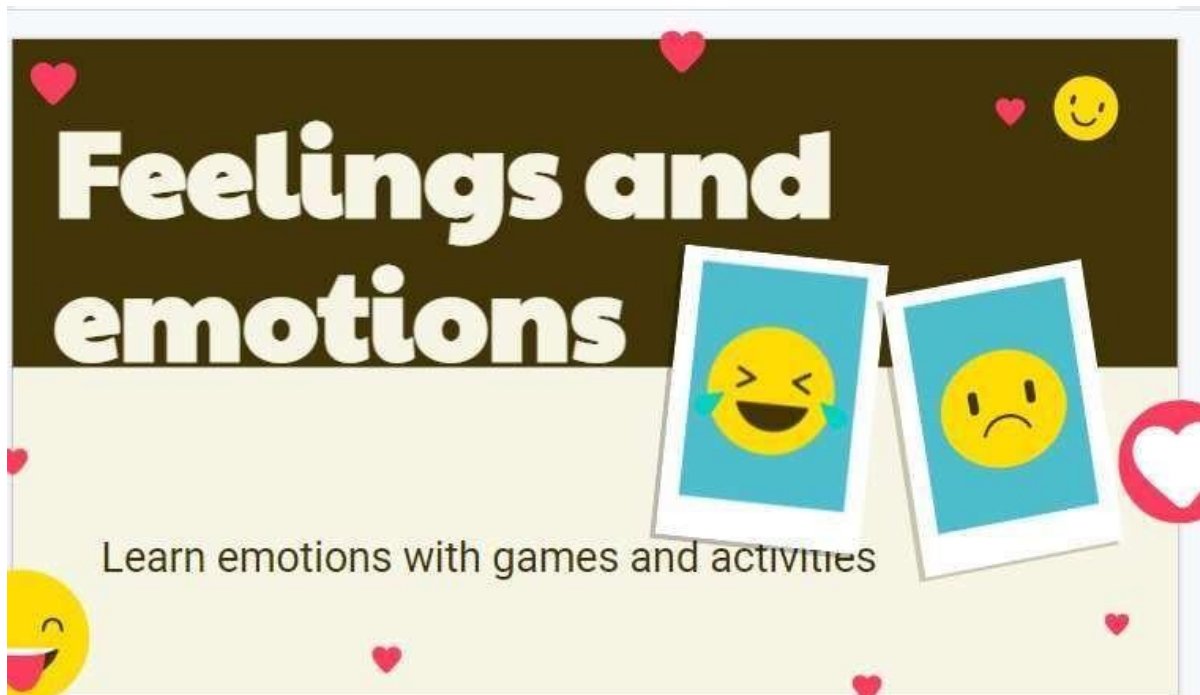 Feelings and
emotions
Learn emotions with games and activities